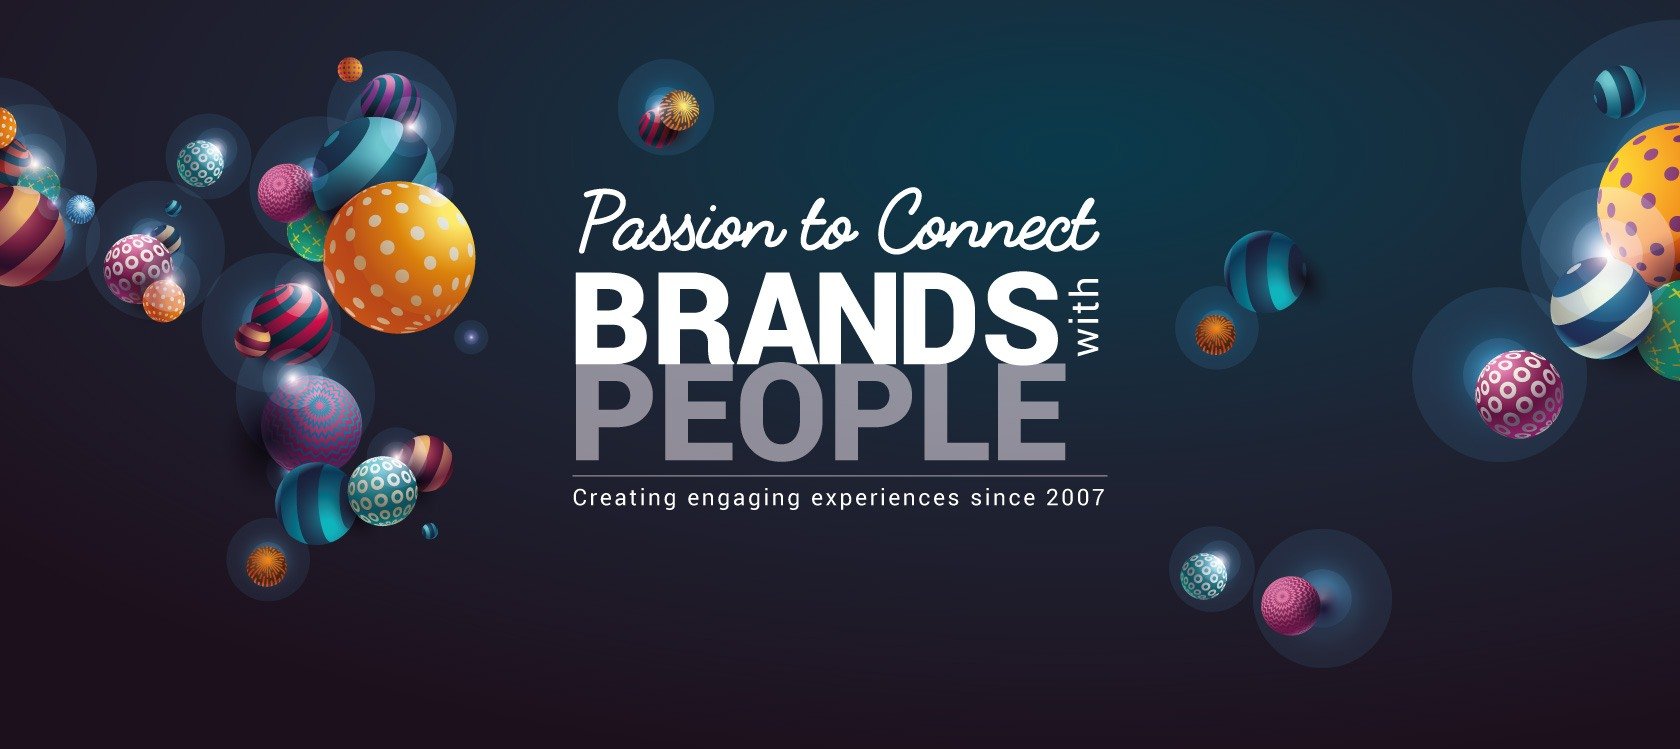 Passion to Connect
BRANDS with
PEOPLE
Creating engaging experiences since 2007